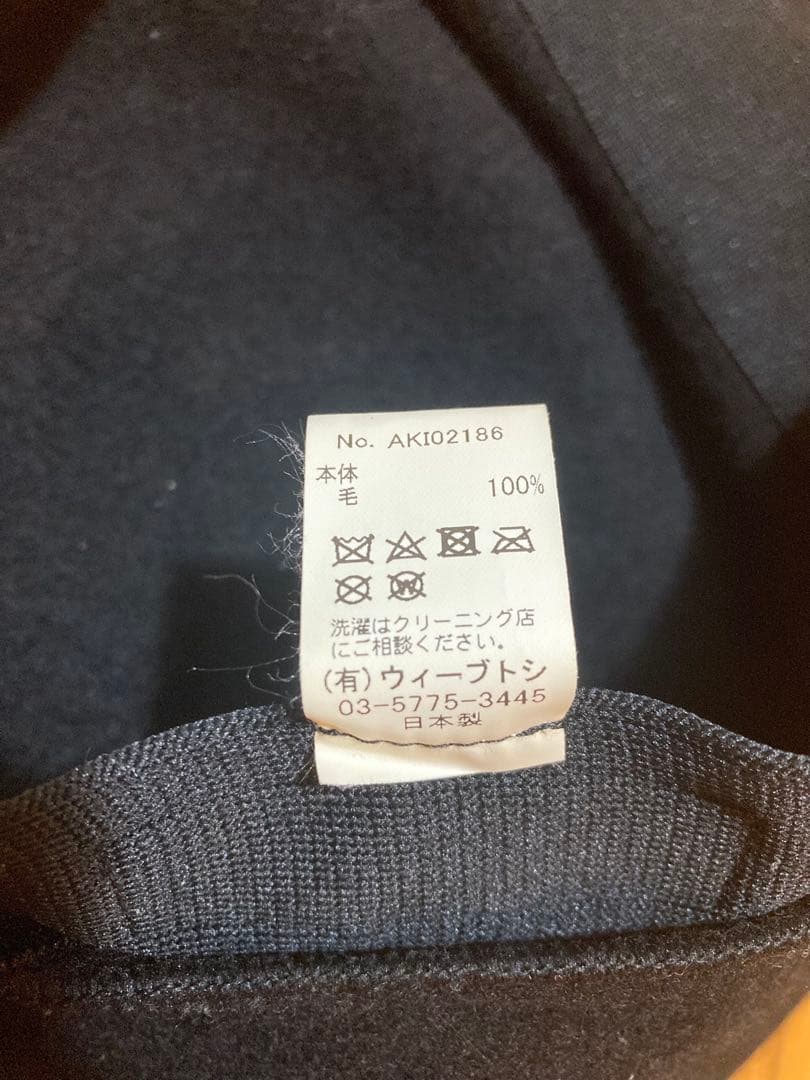 No. AKI02186
本体
毛 100%
洗濯はクリーニング店
にご相談ください。
(有)ウィーブトシ
03-5775-3445
日本製